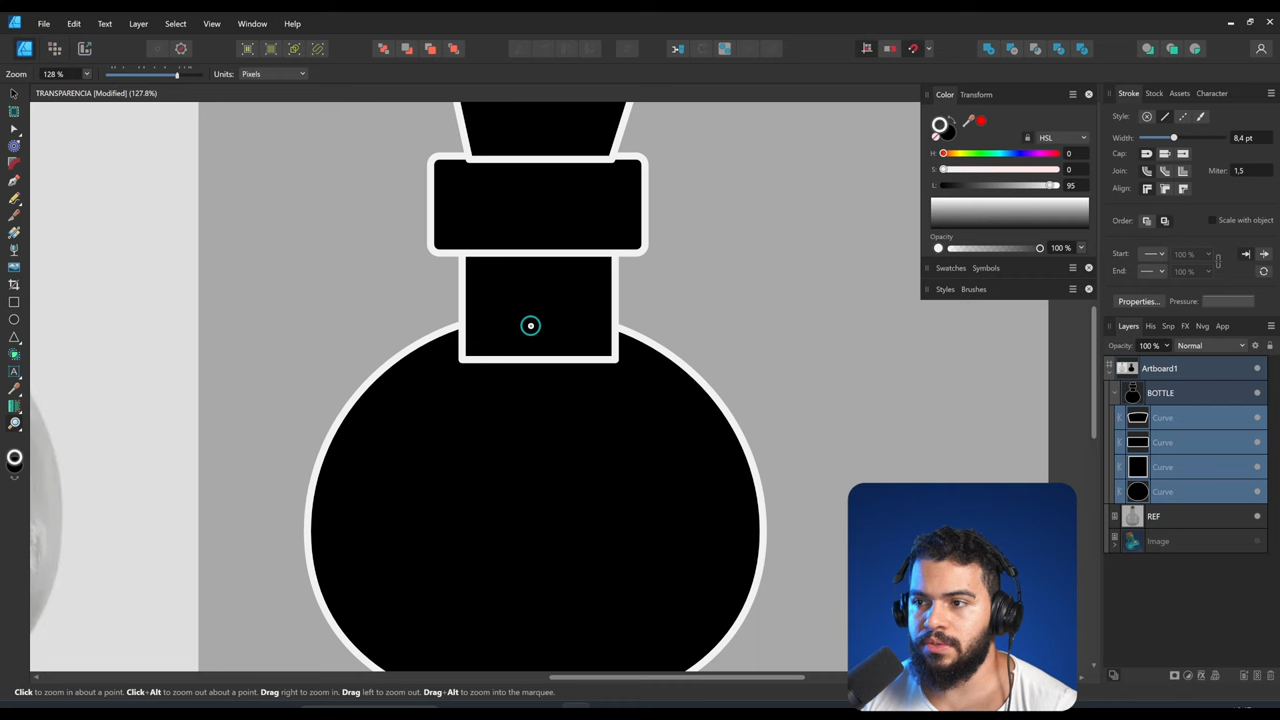 File Edit Text Layer Select View Window Help
Zoom 128 % Units: Pixels
TRANSPARENCIA [Modified] (127.8%)
Color Transform
HSL
H: 0
S: 0
L: 95
Opacity
100 %
Swatches Symbols
Styles Brushes
Stroke Stock Assets Character
Style:
Width: 8,4 pt
Cap:
Join: Miter: 1,5
Align:
Order: Scale with object
Start: 100 %
End: 100 %
Properties... Pressure:
Layers His Snp FX Nvg App
Opacity: 100 % Normal
Artboard1
BOTTLE
Curve
Curve
Curve
Curve
REF
Image
Click to zoom in about a point. Click+Alt to zoom out about a point. Drag right to zoom in. Drag left to zoom out. Drag+Alt to zoom into the marquee.